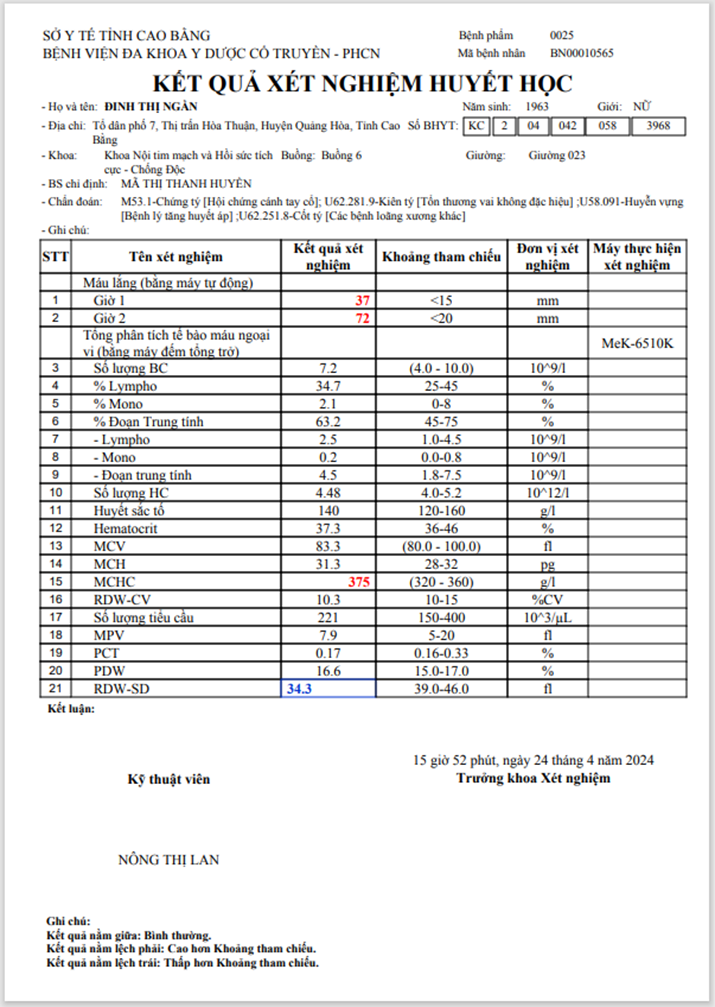 SỞ Y TẾ TỈNH CAO BẰNG
BỆNH VIỆN ĐA KHOA Y DƯỢC CỔ TRUYỀN - PHCN
Bệnh phẩm 0025
Mã bệnh nhân BN00010565
KẾT QUẢ XÉT NGHIỆM HUYẾT HỌC
- Họ và tên: ĐINH THỊ NGÂN Năm sinh: 1963 Giới: NỮ
- Địa chỉ: Tổ dân phố 7, Thị trấn Hòa Thuận, Huyện Quảng Hòa, Tỉnh Cao Bằng Số BHYT: KC 2 04 042 058 3968
- Khoa: Khoa Nội tim mạch và Hồi sức tích cực - Chống Độc Buồng: Buồng 6 Giường: Giường 023
- BS chỉ định: MÃ THỊ THANH HUYỀN
- Chẩn đoán: M53.1-Chứng tý [Hội chứng cánh tay cổ]; U62.281.9-Kiên tý [Tổn thương vai không đặc hiệu] ;U58.091-Huyễn vựng
[Bệnh lý tăng huyết áp] ;U62.251.8-Cốt tý [Các bệnh loãng xương khác]
- Ghi chú:
STT Tên xét nghiệm Kết quả xét nghiệm Khoảng tham chiếu Đơn vị xét nghiệm Máy thực hiện xét nghiệm
Máu lắng (bằng máy tự động)
1 Giờ 1 37 <15 mm
2 Giờ 2 72 <20 mm
Tổng phân tích tế bào máu ngoại vi (bằng máy đếm tổng trở) MeK-6510K
3 Số lượng BC 7.2 (4.0 - 10.0) 10^9/l
4 % Lympho 34.7 25-45 %
5 % Mono 2.1 0-8 %
6 % Đoạn Trung tính 63.2 45-75 %
7 - Lympho 2.5 1.0-4.5 10^9/l
8 - Mono 0.2 0.0-0.8 10^9/l
9 - Đoạn trung tính 4.5 1.8-7.5 10^9/l
10 Số lượng HC 4.48 4.0-5.2 10^12/l
11 Huyết sắc tố 140 120-160 g/l
12 Hematocrit 37.3 36-46 %
13 MCV 83.3 (80.0 - 100.0) fl
14 MCH 31.3 28-32 pg
15 MCHC 375 (320 - 360) g/l
16 RDW-CV 10.3 10-15 %CV
17 Số lượng tiểu cầu 221 150-400 10^3/µL
18 MPV 7.9 5-20 fl
19 PCT 0.17 0.16-0.33 %
20 PDW 16.6 15.0-17.0 %
21 RDW-SD 34.3 39.0-46.0 fl
Kết luận:
15 giờ 52 phút, ngày 24 tháng 4 năm 2024
Kỹ thuật viên Trưởng khoa Xét nghiệm
NÔNG THỊ LAN
Ghi chú:
Kết quả nằm giữa: Bình thường.
Kết quả nằm lệch phải: Cao hơn Khoảng tham chiếu.
Kết quả nằm lệch trái: Thấp hơn Khoảng tham chiếu.